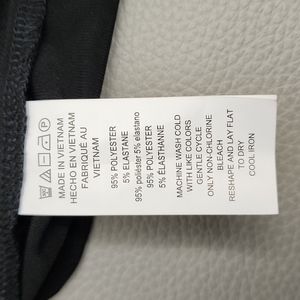 MADE IN VIETNAM
HECHO EN VIETNAM
FABRIQUÉ AU
VIETNAM
95% POLYESTER
5% ELASTANE
95% poliéster 5% elastano
95% POLYESTER
5% ÉLASTHANNE
MACHINE WASH COLD
WITH LIKE COLORS
GENTLE CYCLE
ONLY NON-CHLORINE
BLEACH
RESHAPE AND LAY FLAT
TO DRY
COOL IRON